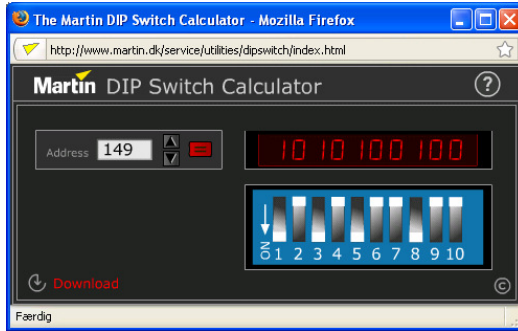 The Martin DIP Switch Calculator - Mozilla Firefox
http://www.martin.dk/service/utilities/dipswitch/index.html
Martin DIP Switch Calculator ?
Address 149 =
1010100100
ON 1 2 3 4 5 6 7 8 9 10
Download ©
Færdig